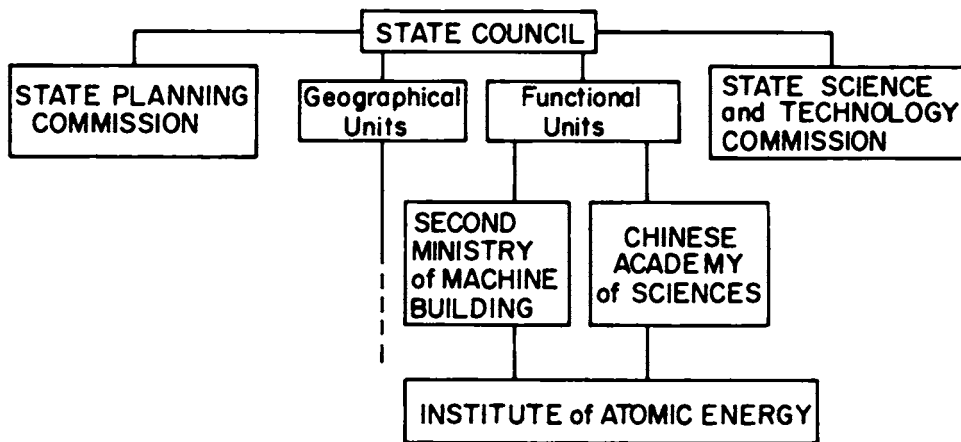 STATE COUNCIL
STATE PLANNING
COMMISSION
Geographical
Units
Functional
Units
STATE SCIENCE
and TECHNOLOGY
COMMISSION
SECOND
MINISTRY
of MACHINE
BUILDING
CHINESE
ACADEMY
of SCIENCES
INSTITUTE of ATOMIC ENERGY